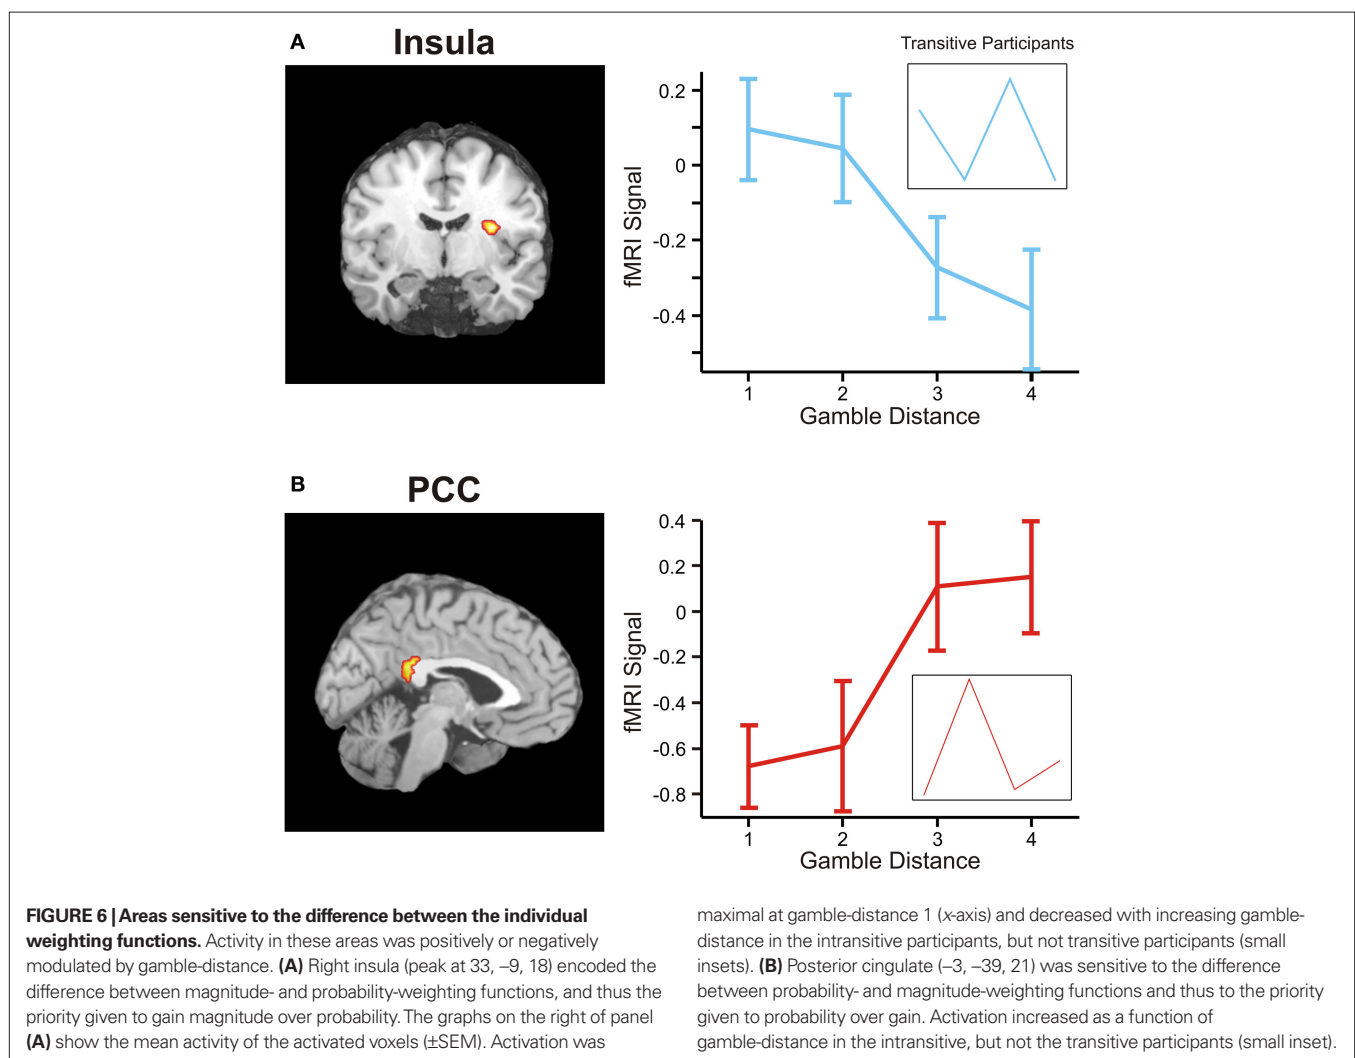 A
Insula
Transitive Participants
0.2
0
-0.2
-0.4
fMRI Signal
1 2 3 4
Gamble Distance
B
PCC
0.4
0.2
0
-0.2
-0.4
-0.6
-0.8
fMRI Signal
1 2 3 4
Gamble Distance
FIGURE 6 | Areas sensitive to the difference between the individual
weighting functions. Activity in these areas was positively or negatively
modulated by gamble-distance. (A) Right insula (peak at 33, –9, 18) encoded the
difference between magnitude- and probability-weighting functions, and thus the
priority given to gain magnitude over probability. The graphs on the right of panel
(A) show the mean activity of the activated voxels (±SEM). Activation was
maximal at gamble-distance 1 (x-axis) and decreased with increasing gamble-
distance in the intransitive participants, but not transitive participants (small
insets). (B) Posterior cingulate (–3, –39, 21) was sensitive to the difference
between probability- and magnitude-weighting functions and thus to the priority
given to probability over gain. Activation increased as a function of
gamble-distance in the intransitive, but not the transitive participants (small inset).